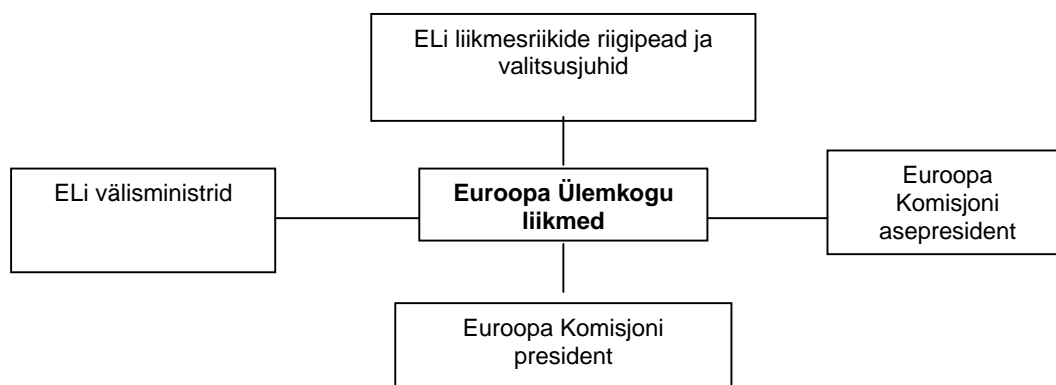 ELi liikmesriikide riigipead ja
valitsusjuhid
ELi välisministrid
Euroopa Ülemkogu
liikmed
Euroopa
Komisjoni
asepresident
Euroopa Komisjoni
president